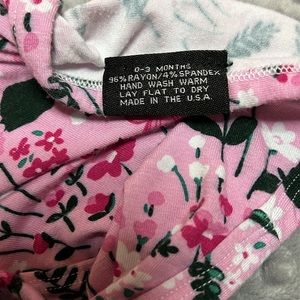 0-3 MONTHS
96% RAYON/4% SPANDEX
HAND WASH WARM
LAY FLAT TO DRY
MADE IN THE U.S.A.